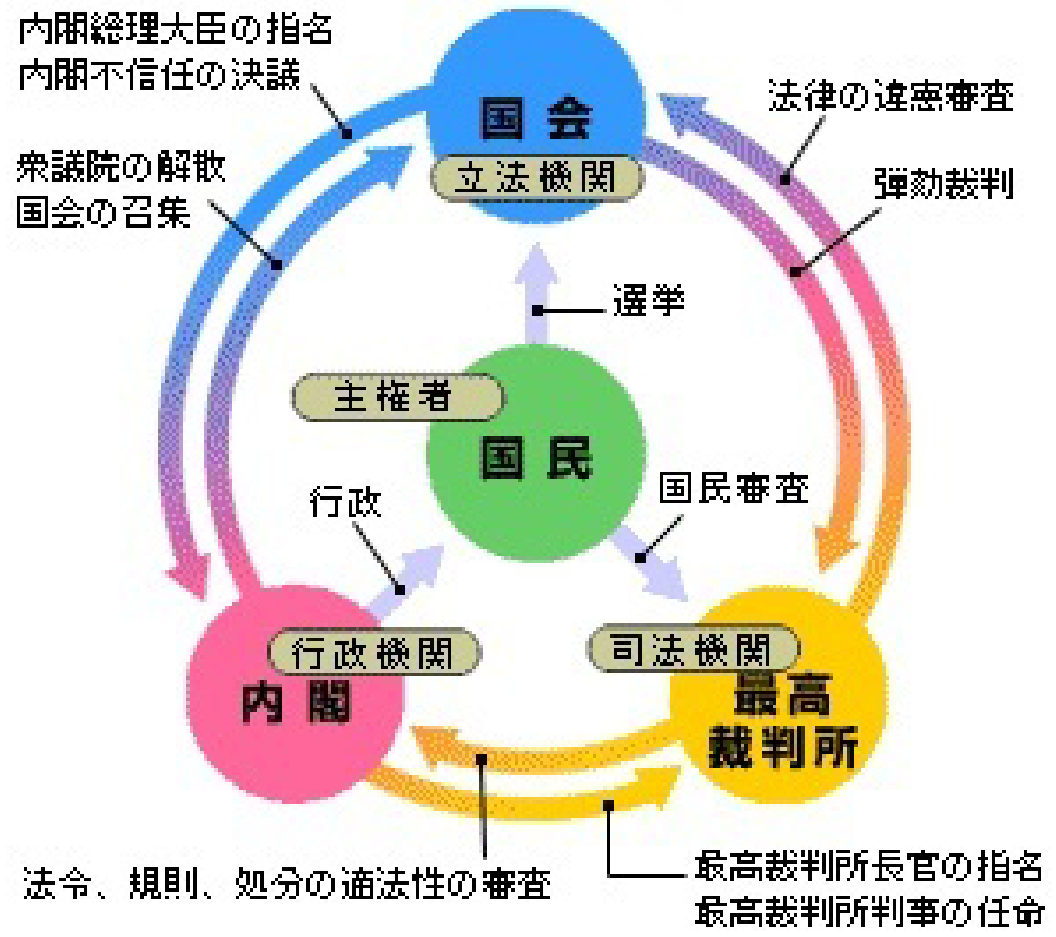 内閣総理大臣の指名
内閣不信任の決議
国会
法律の違憲審査
衆議院の解散
国会の召集
立法機関
弾劾裁判
選挙
主権者
国民
行政
国民審査
行政機関
内閣
司法機関
最高
裁判所
法令、規則、処分の適法性の審査
最高裁判所長官の指名
最高裁判所判事の任命